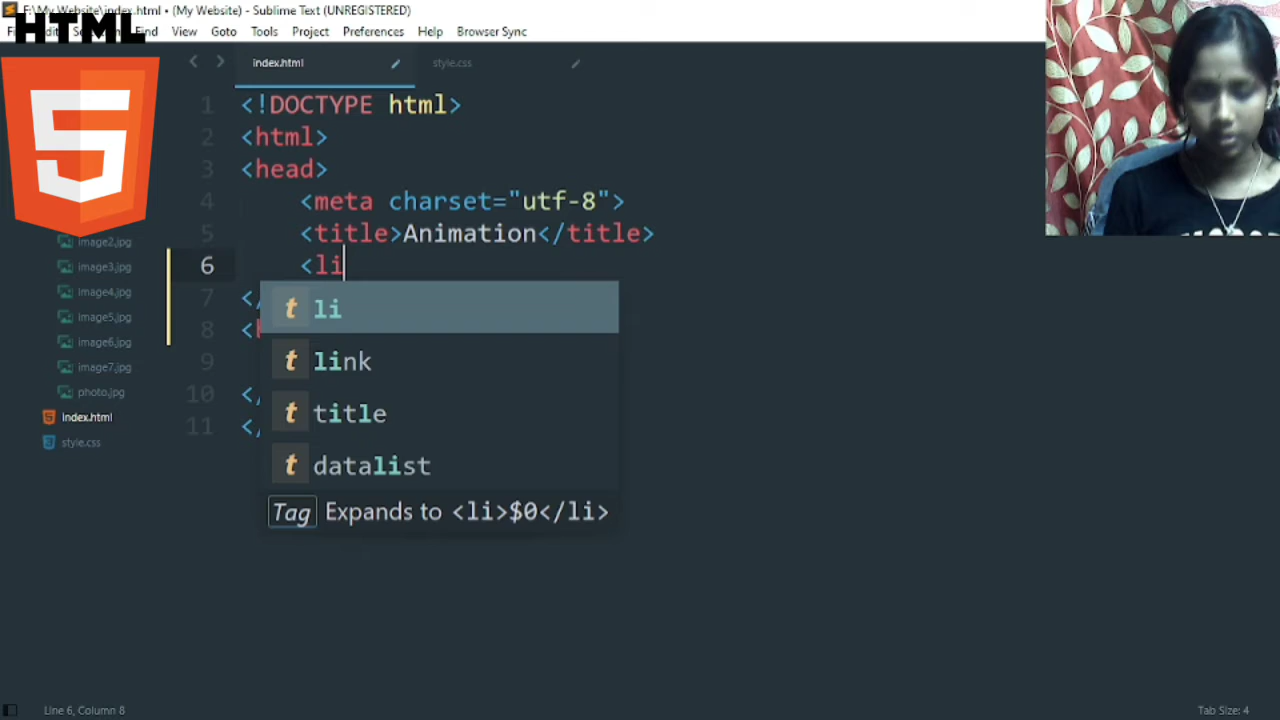 F:\My Website\index.html • (My Website) - Sublime Text (UNREGISTERED)
HTML
Find View Goto Tools Project Preferences Help Browser Sync
5
index.html
style.css
1 <!DOCTYPE html>
2 <html>
3 <head>
4 <meta charset="utf-8">
5 <title>Animation</title>
6 <li
7 </
8 <
9
10 </
11 </
li
link
title
datalist
Tag Expands to <li>$0</li>
image2.jpg
image3.jpg
image4.jpg
image5.jpg
image6.jpg
image7.jpg
photo.jpg
index.html
style.css
Line 6, Column 8
Tab Size: 4